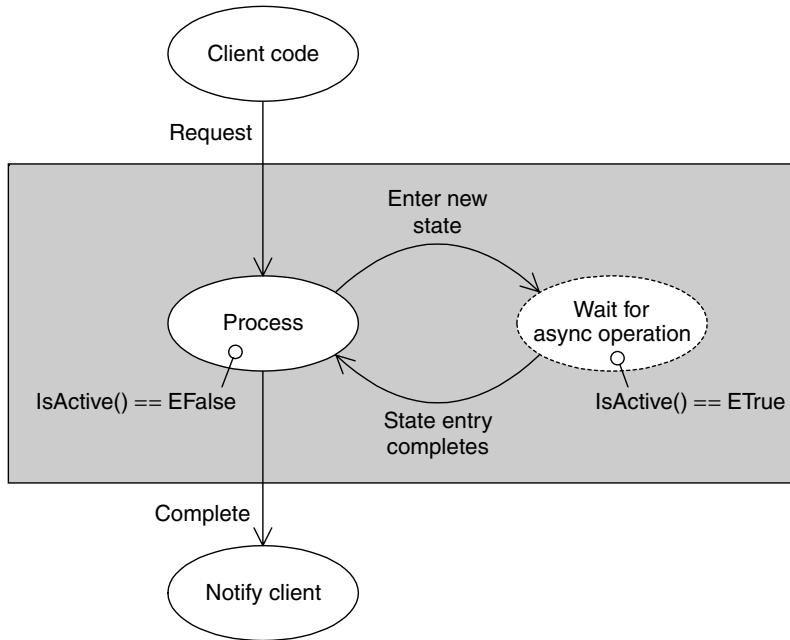 Client code
Request
Enter new
state
Process
Wait for
async operation
IsActive() == EFalse
IsActive() == ETrue
State entry
completes
Complete
Notify client